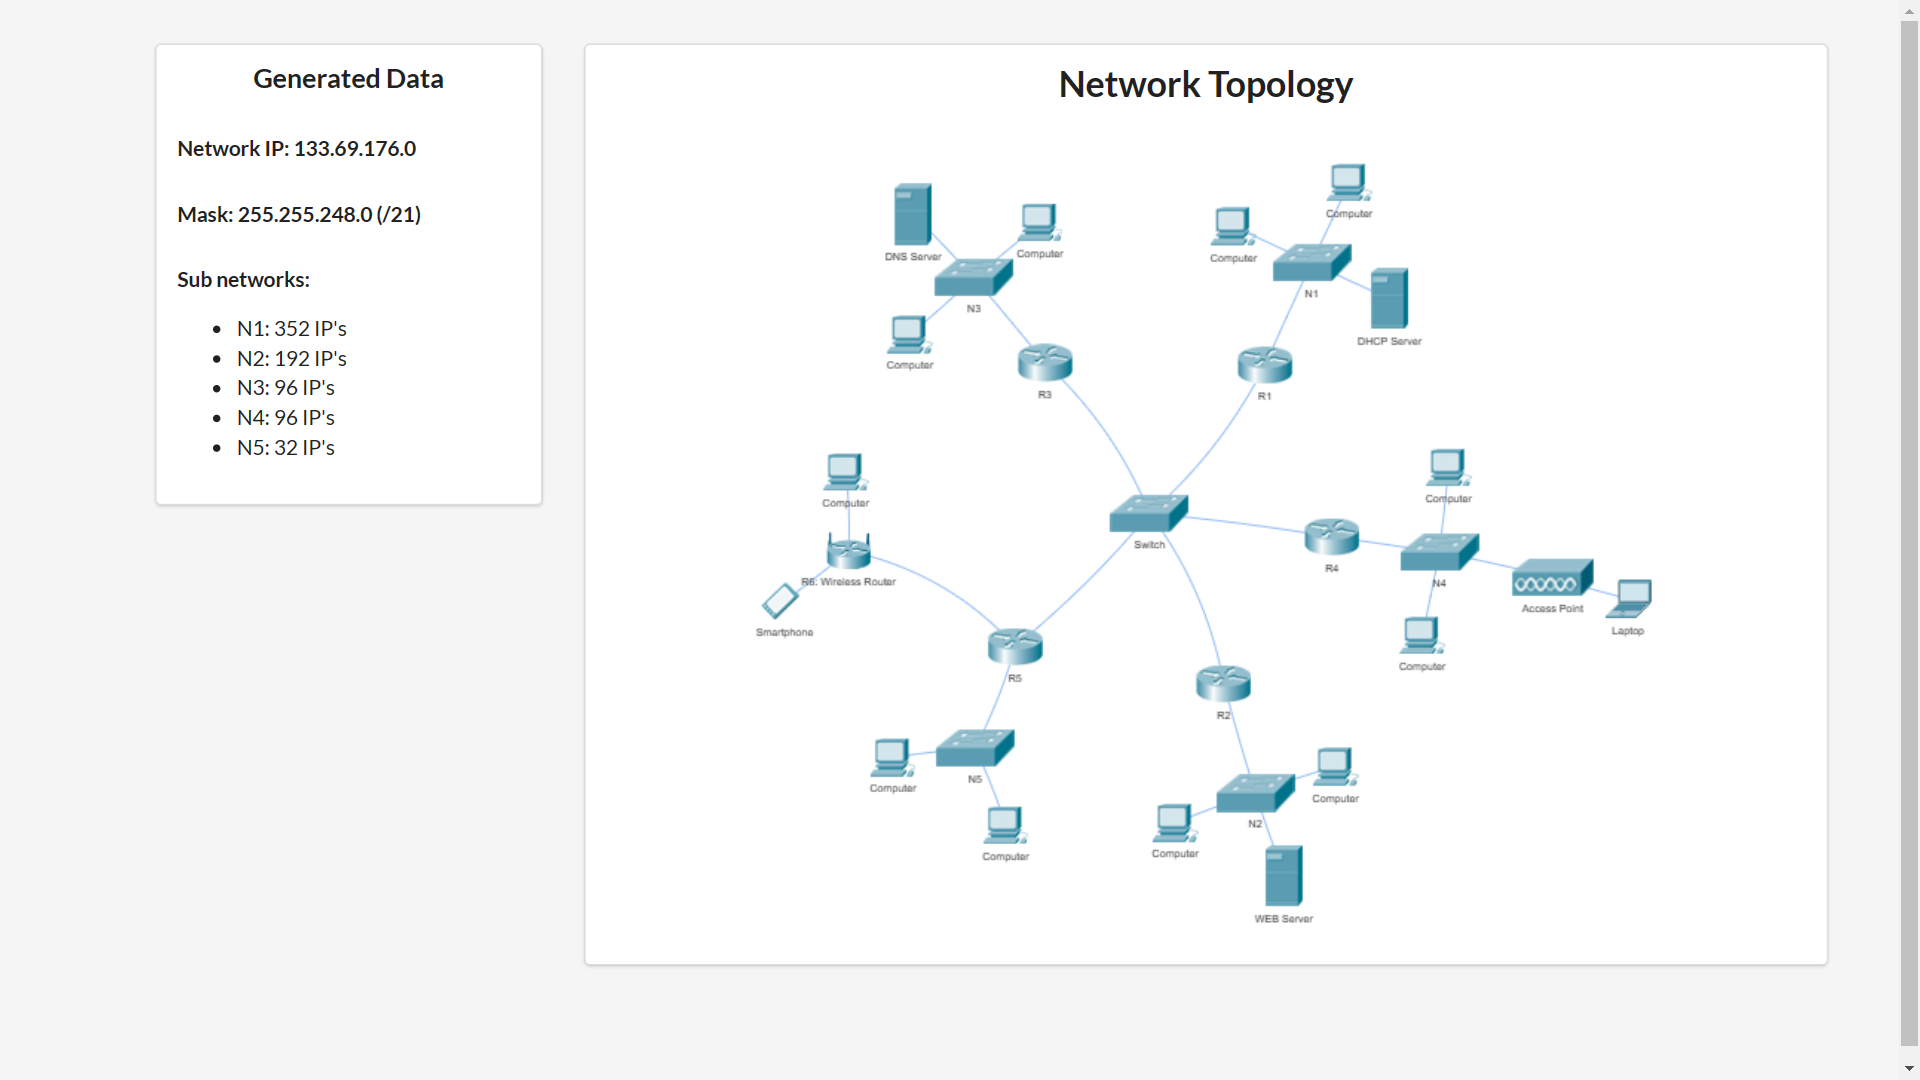 Generated Data
Network IP: 133.69.176.0
Mask: 255.255.248.0 (/21)
Sub networks:
N1: 352 IP's
N2: 192 IP's
N3: 96 IP's
N4: 96 IP's
N5: 32 IP's
Network Topology
Computer
DNS Server
Computer
Computer
N1
N3
DHCP Server
Computer
R3
R1
Computer
Computer
Switch
R4
R6: Wireless Router
N4
Access Point
Smartphone
Laptop
Computer
R5
R2
N5
Computer
Computer
N2
Computer
Computer
WEB Server